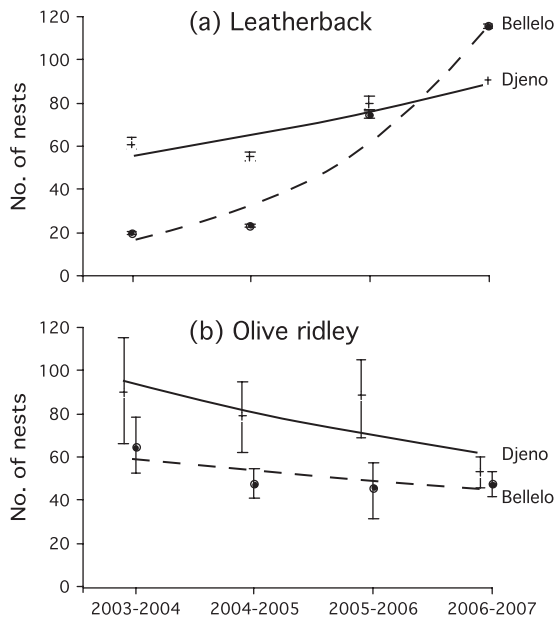 (a) Leatherback
120
100
80
60
40
20
0
No. of nests
Bellelo
Djeno
(b) Olive ridley
120
100
80
60
40
20
0
No. of nests
Djeno
Bellelo
2003-2004 2004-2005 2005-2006 2006-2007